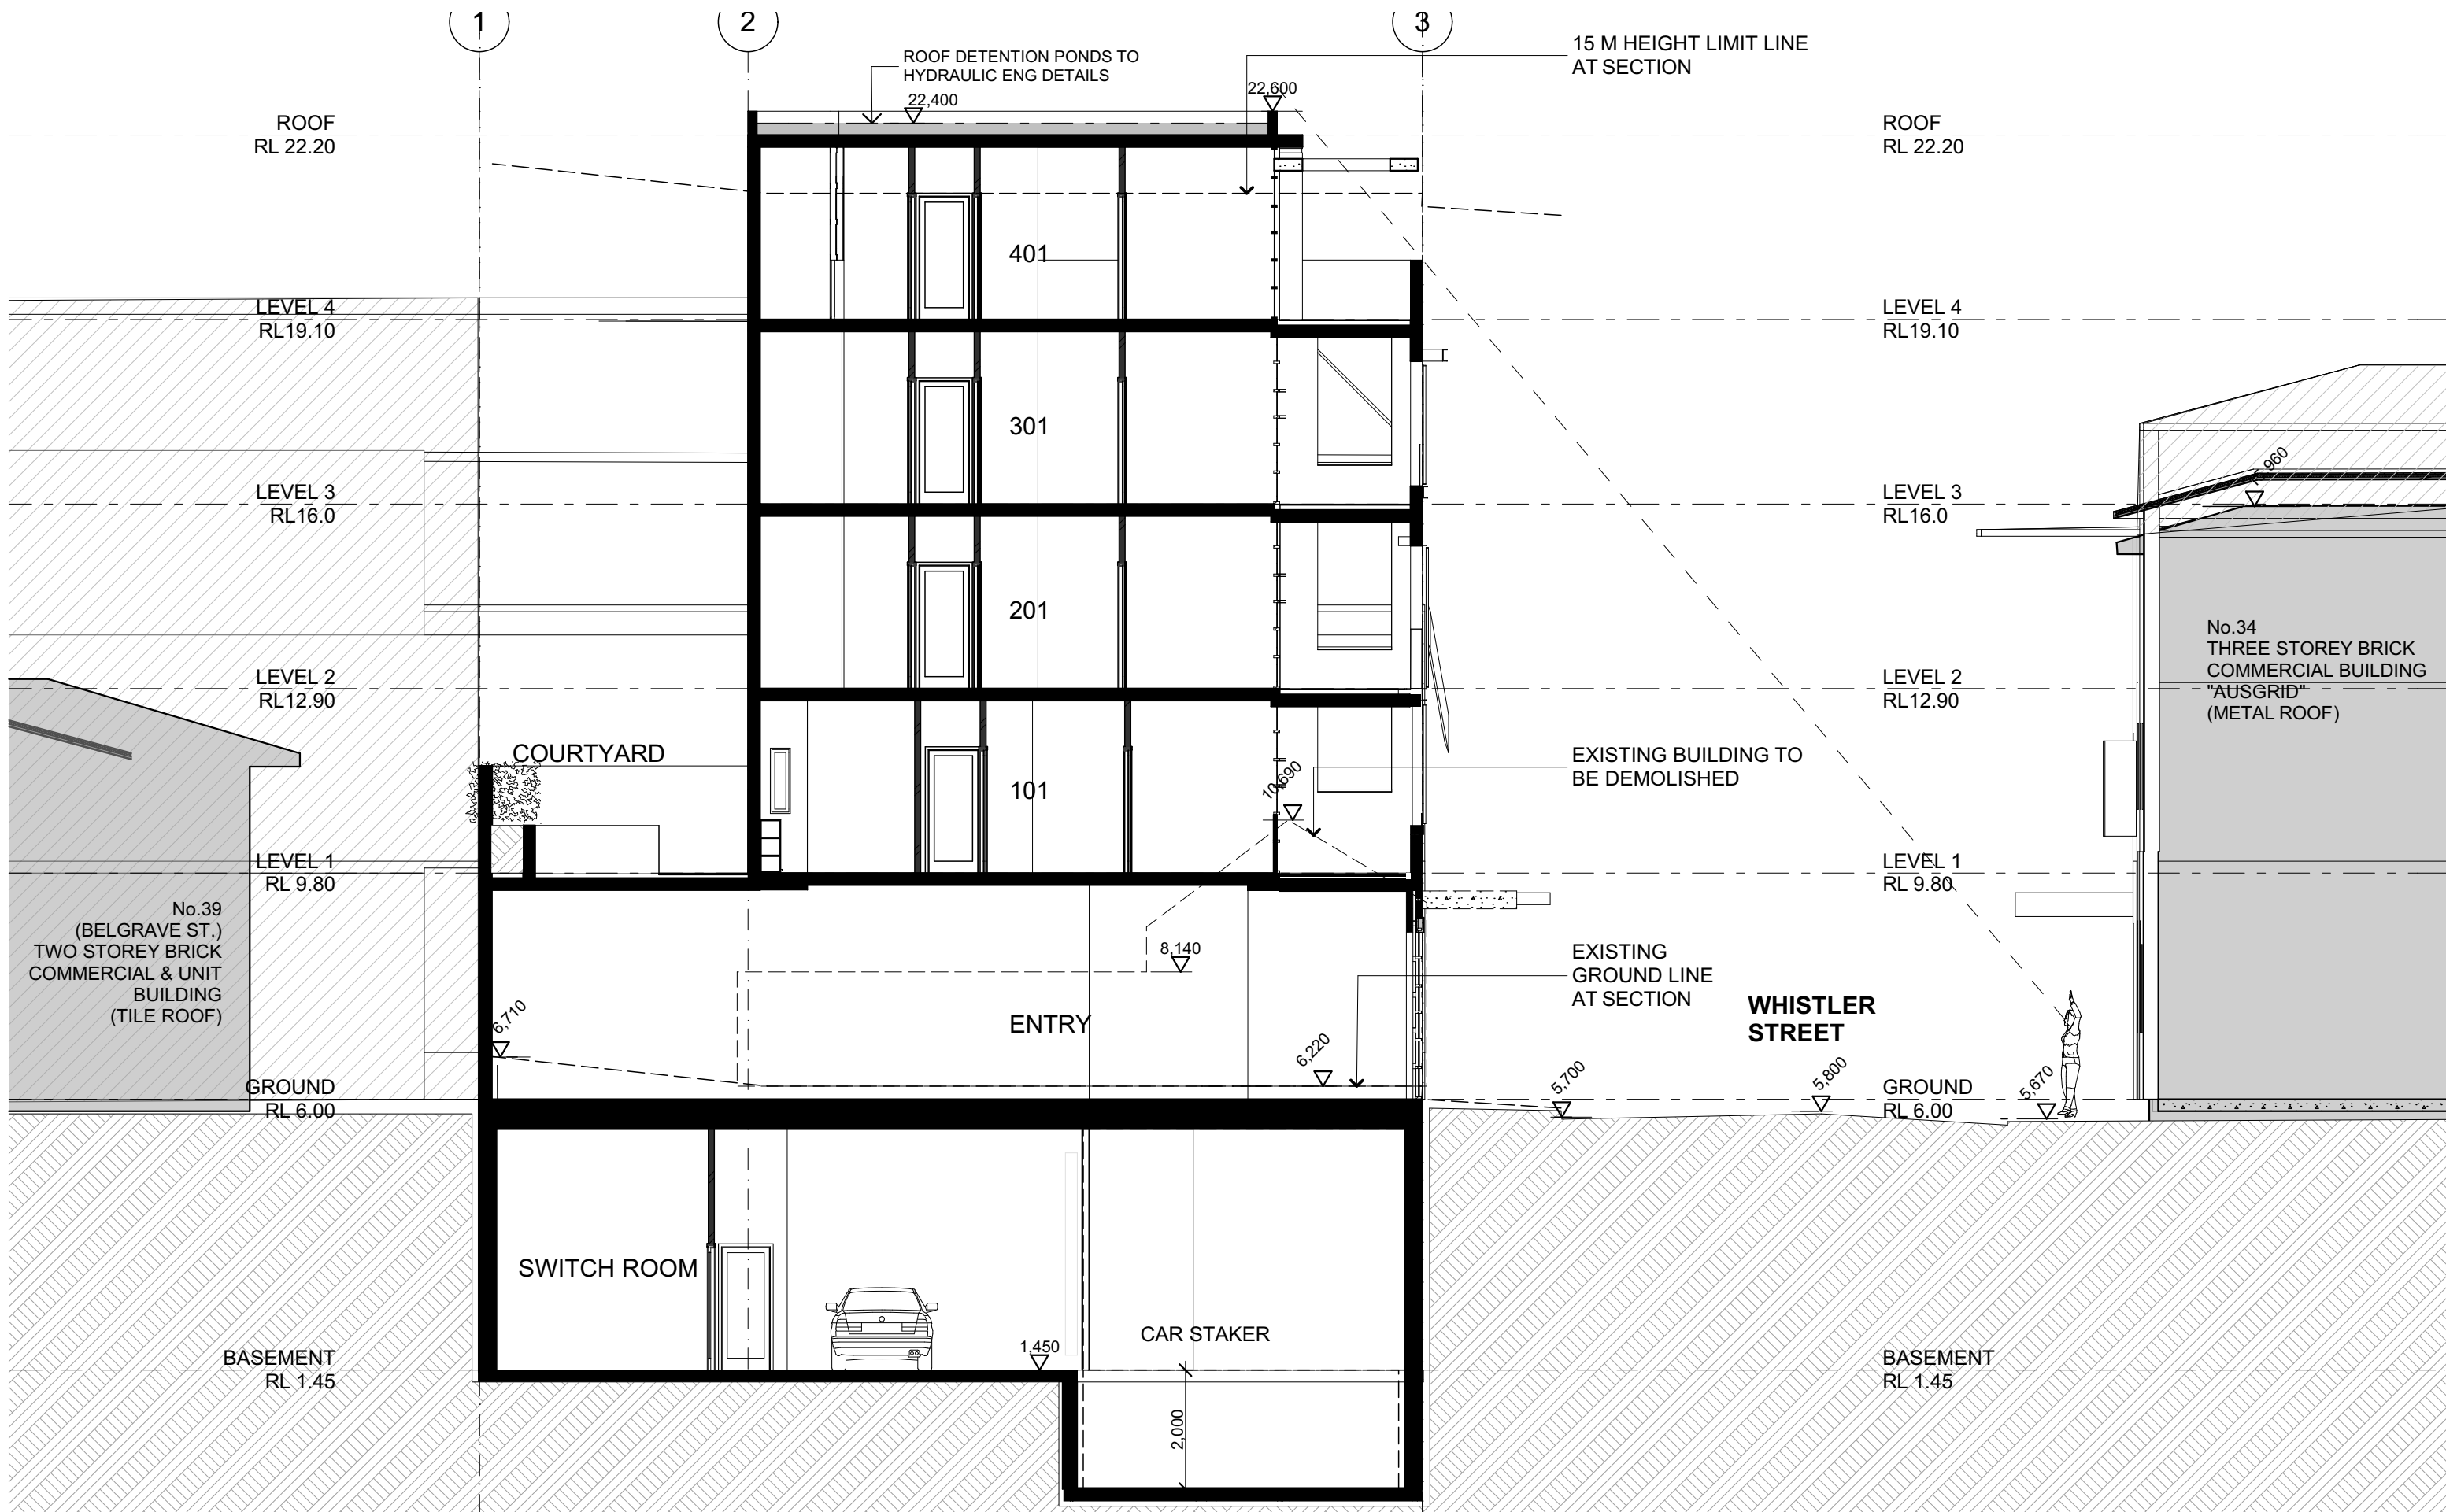 1
2
3
ROOF DETENTION PONDS TO
HYDRAULIC ENG DETAILS
15 M HEIGHT LIMIT LINE
AT SECTION
22,400
22,600
ROOF
RL 22.20
ROOF
RL 22.20
401
LEVEL 4
RL19.10
LEVEL 4
RL19.10
301
LEVEL 3
RL16.0
LEVEL 3
RL16.0
960
201
No.34
THREE STOREY BRICK
COMMERCIAL BUILDING
"AUSGRID"
(METAL ROOF)
LEVEL 2
RL12.90
LEVEL 2
RL12.90
COURTYARD
101
10,690
EXISTING BUILDING TO
BE DEMOLISHED
LEVEL 1
RL 9.80
LEVEL 1
RL 9.80
No.39
(BELGRAVE ST.)
TWO STOREY BRICK
COMMERCIAL & UNIT
BUILDING
(TILE ROOF)
8,140
EXISTING
GROUND LINE
AT SECTION
6,710
ENTRY
6,220
WHISTLER
STREET
5,700
5,800
5,670
GROUND
RL 6.00
GROUND
RL 6.00
SWITCH ROOM
CAR STAKER
1,450
BASEMENT
RL 1.45
BASEMENT
RL 1.45
2,000